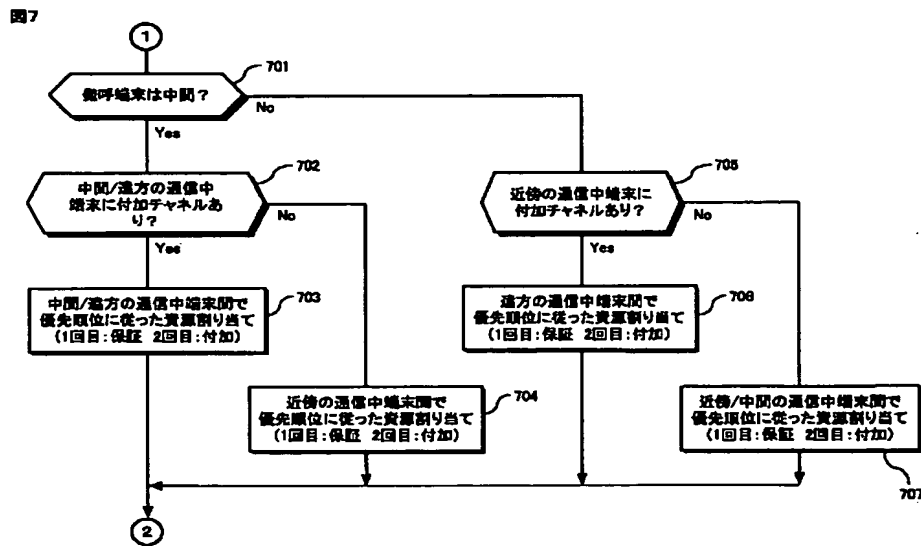 図7
1
701
呼端末は中間？
No
Yes
702
中間/遠方の通信中
端末に付加チャネルあ
り？
No
Yes
705
近傍の通信中端末に
付加チャネルあり？
No
Yes
703
中間/遠方の通信中端末間で
優先順位に従った資源割り当て
(1回目:保証 2回目:付加)
706
遠方の通信中端末間で
優先順位に従った資源割り当て
(1回目:保証 2回目:付加)
704
近傍の通信中端末間で
優先順位に従った資源割り当て
(1回目:保証 2回目:付加)
近傍/中間の通信中端末間で
優先順位に従った資源割り当て
(1回目:保証 2回目:付加)
707
2